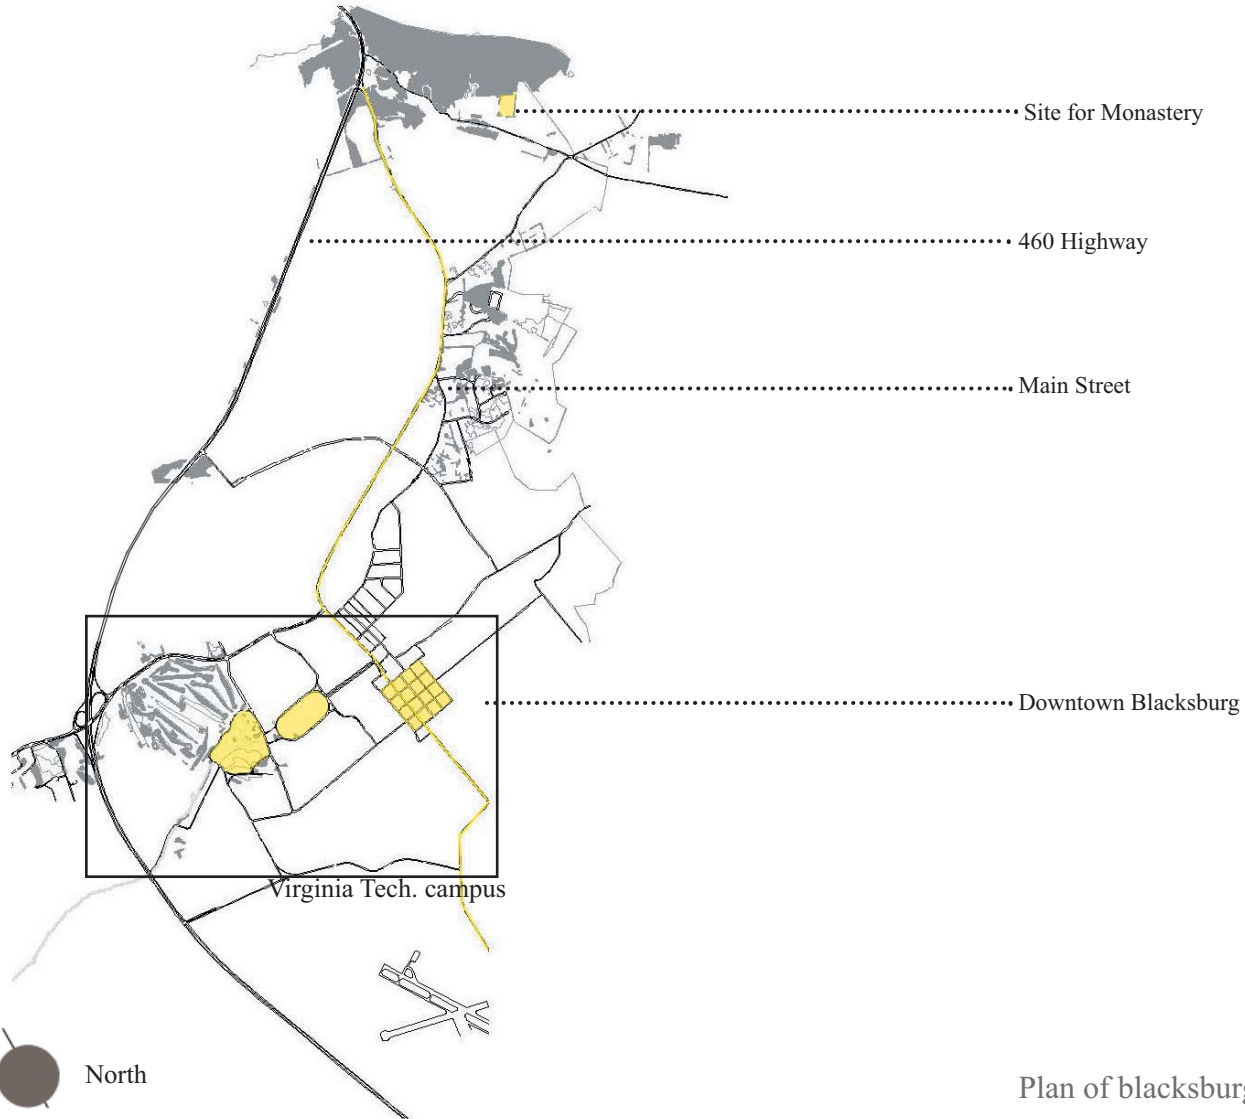 Site for Monastery
460 Highway
Main Street
Downtown Blacksburg
Virginia Tech. campus
North
Plan of blacksburg